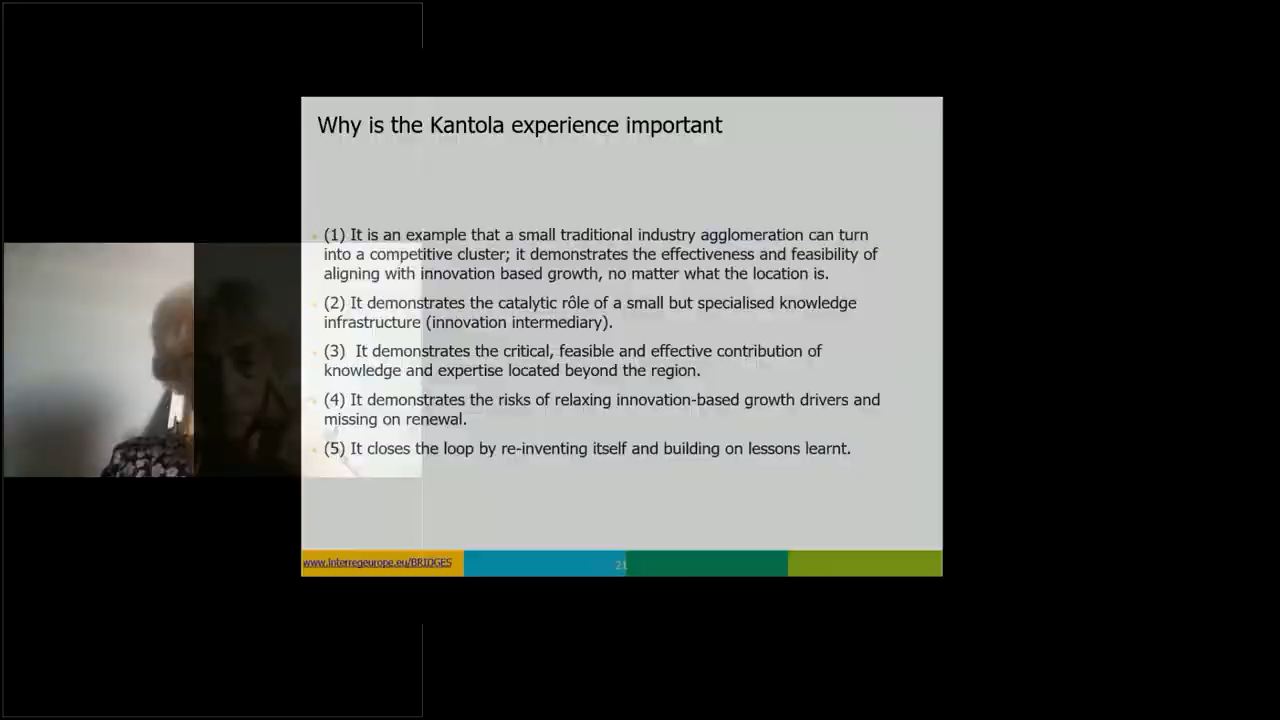 Why is the Kantola experience important
(1) It is an example that a small traditional industry agglomeration can turn
into a competitive cluster; it demonstrates the effectiveness and feasibility of
aligning with innovation based growth, no matter what the location is.
(2) It demonstrates the catalytic rôle of a small but specialised knowledge
infrastructure (innovation intermediary).
(3)  It demonstrates the critical, feasible and effective contribution of
knowledge and expertise located beyond the region.
(4) It demonstrates the risks of relaxing innovation-based growth drivers and
missing on renewal.
(5) It closes the loop by re-inventing itself and building on lessons learnt.
www.interregeurope.eu/BRIDGES
21